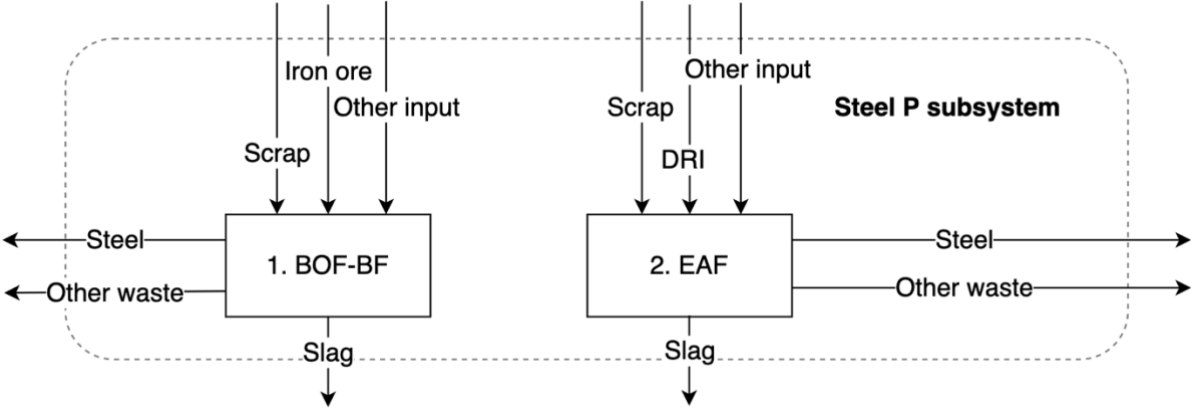 Iron ore
Other input
Scrap
Other input
Scrap
DRI
Steel P subsystem
Steel
Other waste
1. BOF-BF
Slag
2. EAF
Steel
Other waste
Slag